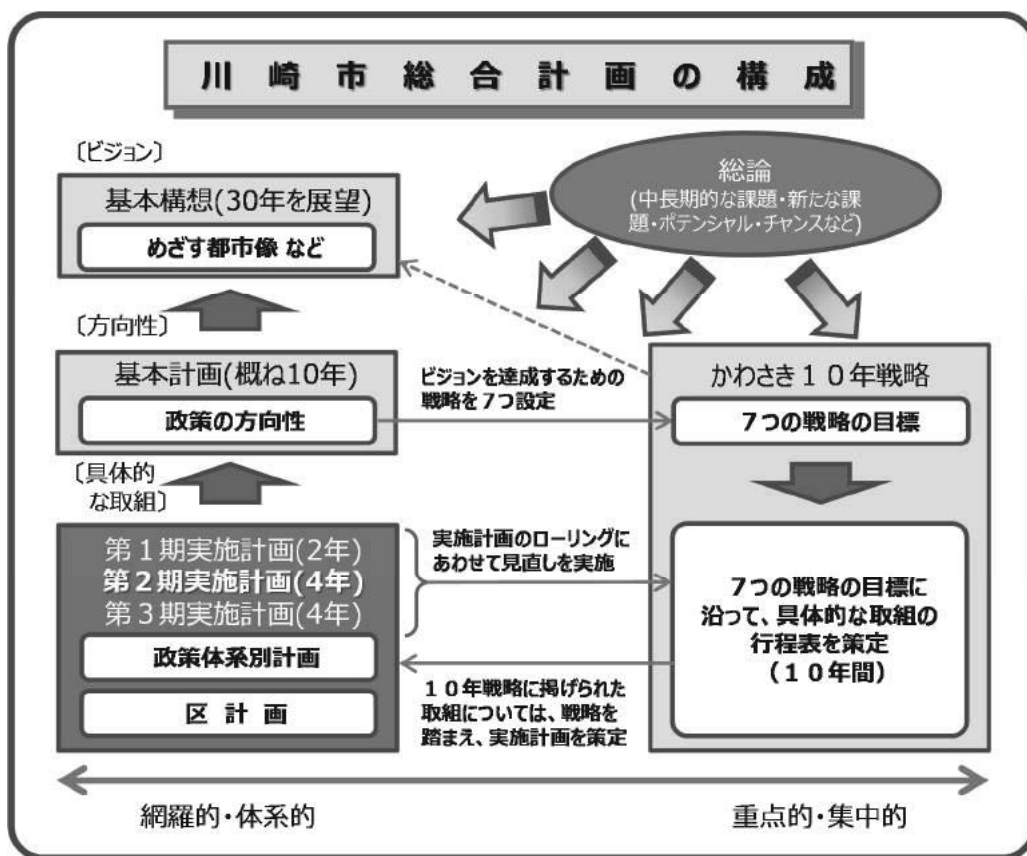 川崎市総合計画の構成
〔ビジョン〕
基本構想(30年を展望)
めざす都市像 など
総論
(中長期的な課題・新たな課
題・ポテンシャル・チャンスなど)
〔方向性〕
基本計画(概ね10年)
政策の方向性
ビジョンを達成するための
戦略を7つ設定
かわさき10年戦略
7つの戦略の目標
〔具体的
な取組〕
第1期実施計画(2年)
第2期実施計画(4年)
第3期実施計画(4年)
政策体系別計画
区 計 画
実施計画のローリングに
あわせて見直しを実施
10年戦略に掲げられた
取組については、戦略を
踏まえ、実施計画を策定
7つの戦略の目標に
沿って、具体的な取組の
行程表を策定
(10年間)
網羅的・体系的
重点的・集中的